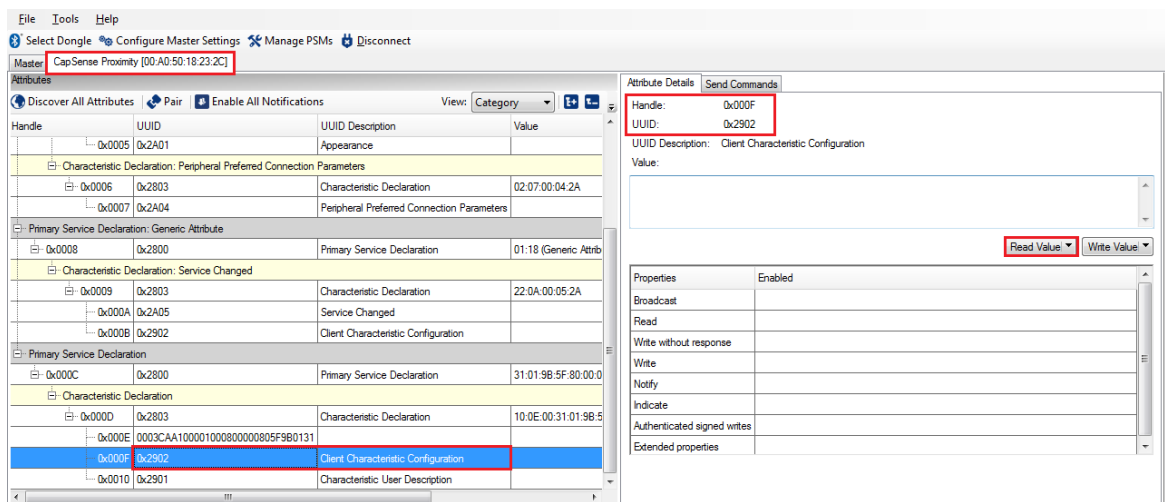 File Tools Help
Select Dongle Configure Master Settings Manage PSMs Disconnect
Master CapSense Proximity [00:A0:50:18:23:2C]
Attributes
Discover All Attributes Pair Enable All Notifications View: Category
Handle UUID UUID Description Value
0x0005 0x2A01 Appearance
Characteristic Declaration: Peripheral Preferred Connection Parameters
0x0006 0x2803 Characteristic Declaration 02:07:00:04:2A
0x0007 0x2A04 Peripheral Preferred Connection Parameters
Primary Service Declaration: Generic Attribute
0x0008 0x2800 Primary Service Declaration 01:18 (Generic Attrib
Characteristic Declaration: Service Changed
0x0009 0x2803 Characteristic Declaration 22:0A:00:05:2A
0x000A 0x2A05 Service Changed
0x000B 0x2902 Client Characteristic Configuration
Primary Service Declaration
0x000C 0x2800 Primary Service Declaration 31:01:9B:5F:80:00:0
Characteristic Declaration
0x000D 0x2803 Characteristic Declaration 10:0E:00:31:01:9B:5
0x000E 0003CAA100001000800000805F9B0131
0x000F 0x2902 Client Characteristic Configuration
0x0010 0x2901 Characteristic User Description
Attribute Details Send Commands
Handle: 0x000F
UUID: 0x2902
UUID Description: Client Characteristic Configuration
Value:
Read Value Write Value
Properties Enabled
Broadcast
Read
Write without response
Write
Notify
Indicate
Authenticated signed writes
Extended properties